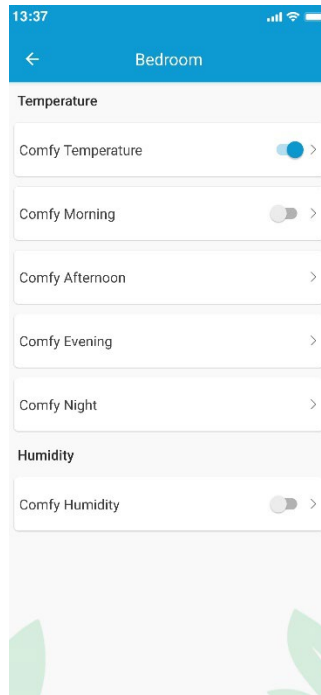 13:37
Bedroom
Temperature
Comfy Temperature
Comfy Morning
Comfy Afternoon
Comfy Evening
Comfy Night
Humidity
Comfy Humidity